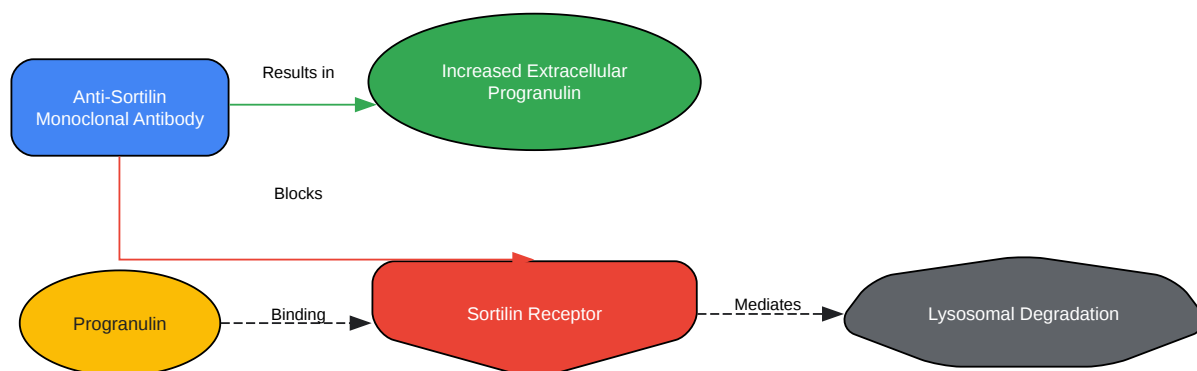 Results in
Increased Extracellular
Progranulin
Anti-Sortilin
Monoclonal Antibody
Blocks
Progranulin
Binding
Sortilin Receptor
Mediates
Lysosomal Degradation